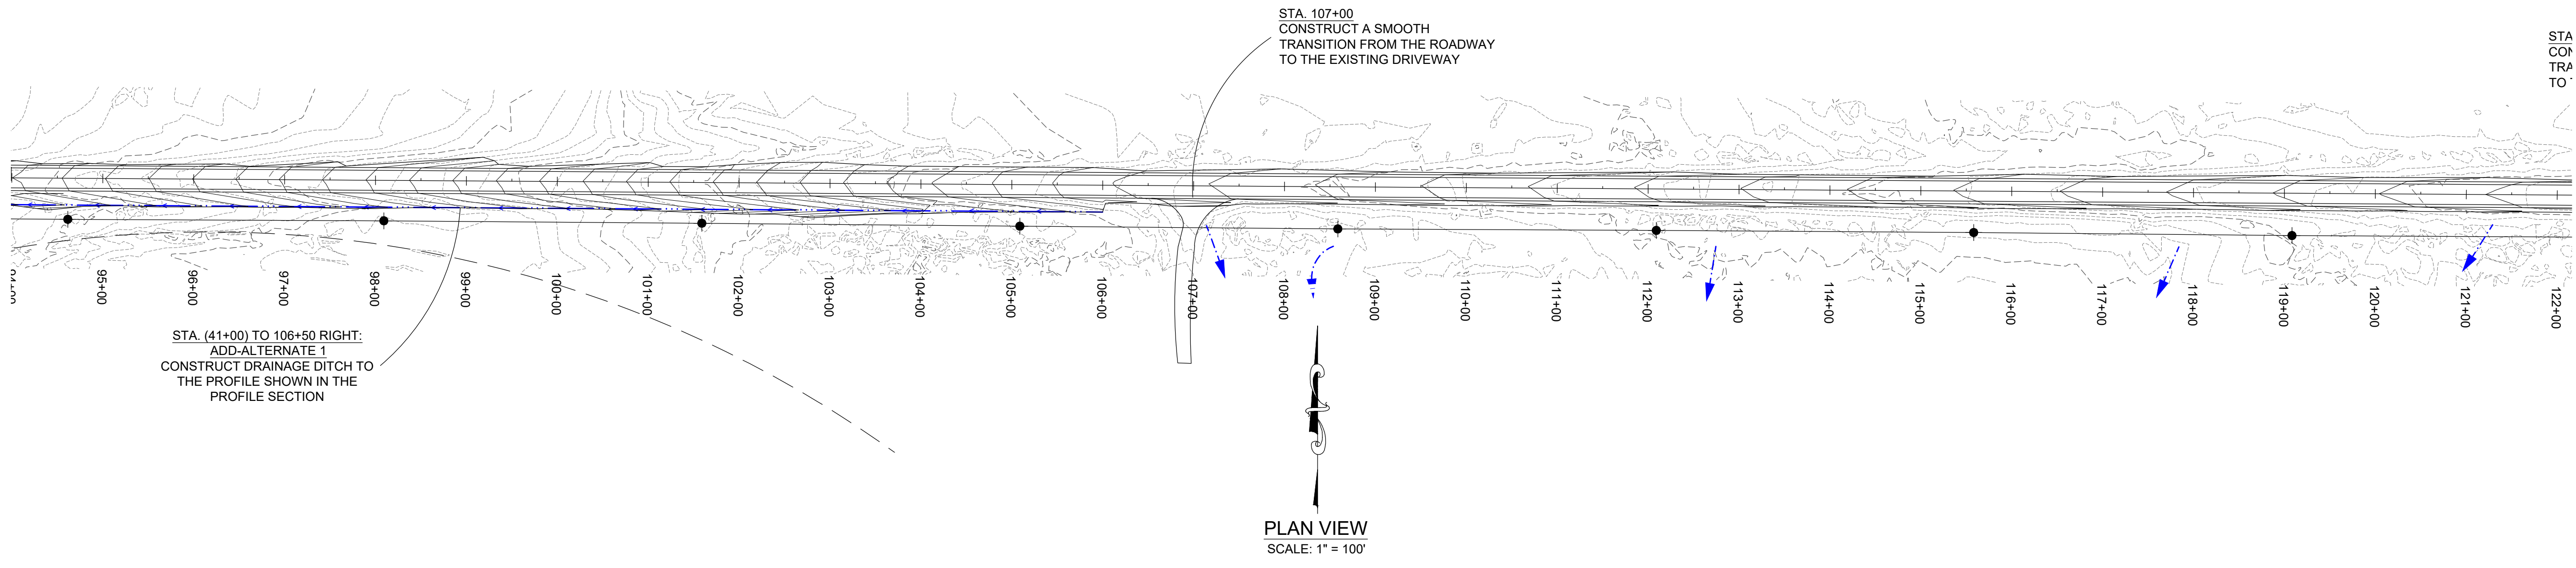 STA. 107+00
CONSTRUCT A SMOOTH
TRANSITION FROM THE ROADWAY
TO THE EXISTING DRIVEWAY
STA
TO
95+00
96+00
97+00
98+00
99+00
100+00
101+00
102+00
103+00
104+00
105+00
106+00
107+00
108+00
109+00
110+00
111+00
112+00
113+00
114+00
115+00
116+00
117+00
118+00
119+00
120+00
121+00
122+00
STA. (41+00) TO 106+50 RIGHT:
ADD-ALTERNATE 1
CONSTRUCT DRAINAGE DITCH TO
THE PROFILE SHOWN IN THE
PROFILE SECTION
PLAN VIEW
SCALE: 1" = 100'